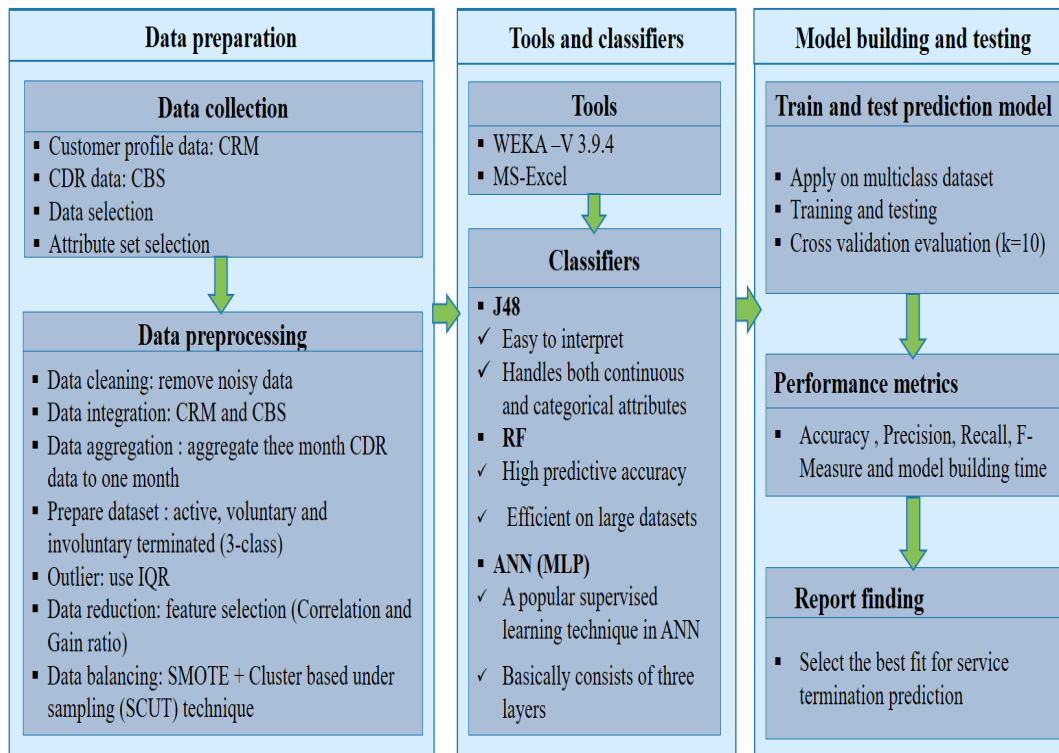 Data preparation
Data collection
▪ Customer profile data: CRM
▪ CDR data: CBS
▪ Data selection
▪ Attribute set selection
Data preprocessing
▪ Data cleaning: remove noisy data
▪ Data integration: CRM and CBS
▪ Data aggregation : aggregate thee month CDR
data to one month
▪ Prepare dataset : active, voluntary and
involuntary terminated (3-class)
▪ Outlier: use IQR
▪ Data reduction: feature selection (Correlation and
Gain ratio)
▪ Data balancing: SMOTE + Cluster based under
sampling (SCUT) technique
Tools and classifiers
Tools
▪ WEKA –V 3.9.4
▪ MS-Excel
Classifiers
▪ J48
✓ Easy to interpret
✓ Handles both continuous
and categorical attributes
▪ RF
✓ High predictive accuracy
✓ Efficient on large datasets
▪ ANN (MLP)
✓ A popular supervised
learning technique in ANN
✓ Basically consists of three
layers
Model building and testing
Train and test prediction model
▪ Apply on multiclass dataset
▪ Training and testing
▪ Cross validation evaluation (k=10)
Performance metrics
▪ Accuracy , Precision, Recall, F-
Measure and model building time
Report finding
▪ Select the best fit for service
termination prediction